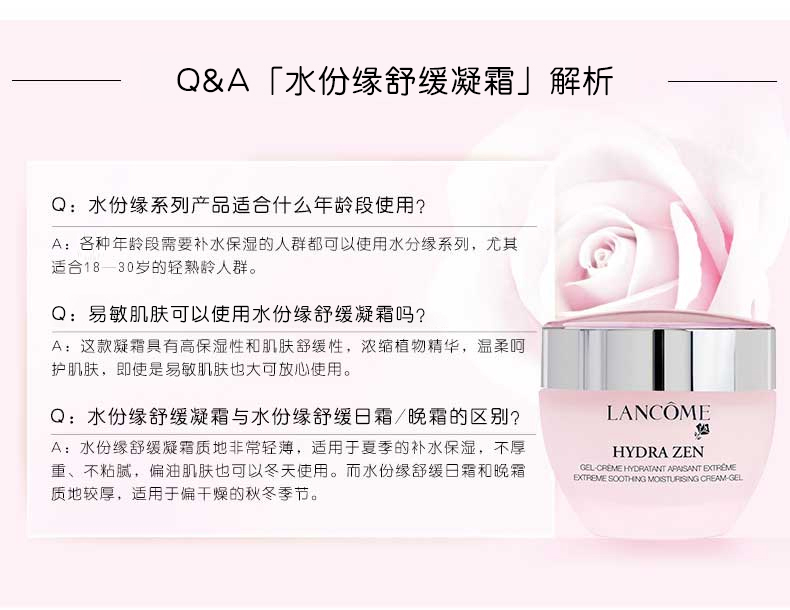 Q&A「水份缘舒缓凝霜」解析
Q：水份缘系列产品适合什么年龄段使用?
A：各种年龄段需要补水保湿的人群都可以使用水分缘系列，尤其
适合18—30岁的轻熟龄人群。
Q：易敏肌肤可以使用水份缘舒缓凝霜吗?
A：这款凝霜具有高保湿性和肌肤舒缓性，浓缩植物精华，温柔呵
护肌肤，即使是易敏肌肤也大可放心使用。
Q：水份缘舒缓凝霜与水份缘舒缓日霜/晚霜的区别?
A：水份缘舒缓凝霜质地非常轻薄，适用于夏季的补水保湿，不厚
重、不粘腻，偏油肌肤也可以冬天使用。而水份缘舒缓日霜和晚霜
质地较厚，适用于偏干燥的秋冬季节。
LANCÔME
HYDRA ZEN
GEL-CRÈME HYDRATANT APAISANT EXTRÊME
EXTREME SOOTHING MOISTURISING CREAM-GEL